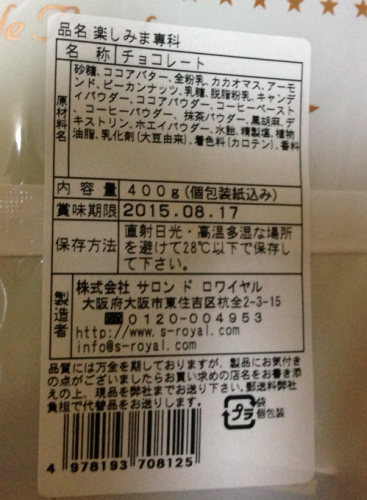 品名 楽しみま專科
名 称 チョコレート
原材料名
砂糖、ココアバター、全粉乳、カカオマス、アーモ
ンド、ピーカンナッツ、乳糖、脱脂粉乳、キャンデ
ィパウダー、ココアパウダー、コーヒーペース
ト、コーヒーパウダー、抹茶パウダー、黒胡麻、デ
キストリン、ホエイパウダー、水飴、精製塩、植物
油脂、乳化剤（大豆由来）、着色料（カロテン）、香料
内 容 量 400g(個包装紙込み)
賞味期限 2015.08.17
保存方法
直射日光・高温多湿な場所
を避けて28℃以下で保存し
て下さい。
製造者
株式会社 サロン ド ロワイヤル
大阪府大阪市東住吉区杭全2-3-15
0120-004953
http://www.s-royal.com
info@s-royal.com
品質には万全を期しておりますが、製品にお気付き
の点がございましたらお買い求めの店名をお書き添
えの上、現品を弊社までお送り下さい。郵送料弊社
負担で代替品をお送りします。
プラ
袋
個包装
4 978193 708125